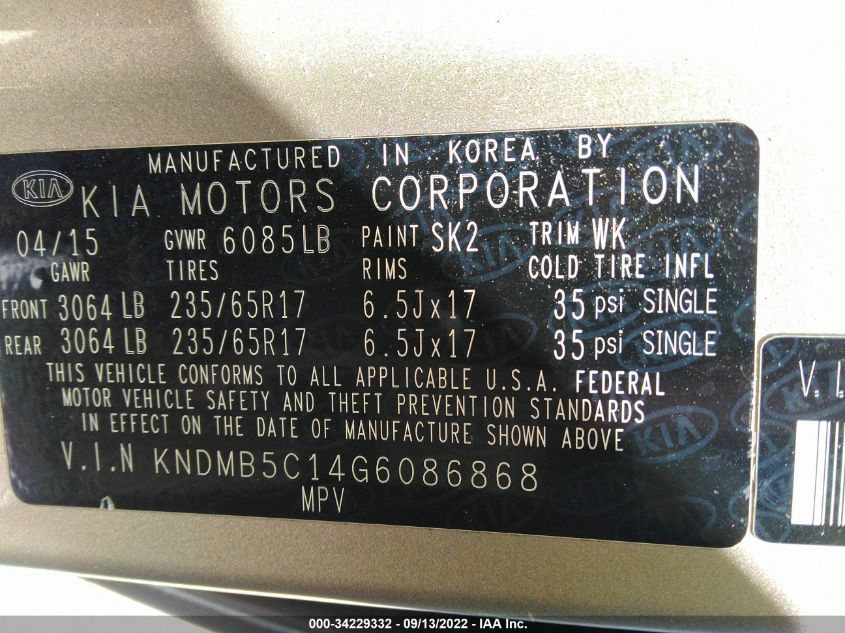 MANUFACTURED IN KOREA BY
KIA KIA MOTORS CORPORATION
04/15 GVWR 6085LB PAINT SK2 TRIM WK
GAWR TIRES RIMS COLD TIRE INFL
FRONT 3064 LB 235/65R17 6.5Jx17 35 psi SINGLE
REAR 3064 LB 235/65R17 6.5Jx17 35 psi SINGLE
THIS VEHICLE CONFORMS TO ALL APPLICABLE U.S.A. FEDERAL
MOTOR VEHICLE SAFETY AND THEFT PREVENTION STANDARDS
IN EFFECT ON THE DATE OF MANUFACTURE SHOWN ABOVE
V.I.N KNDMB5C14G6086868
MPV
V.I.
000-34229332 - 09/13/2022 - IAA Inc.